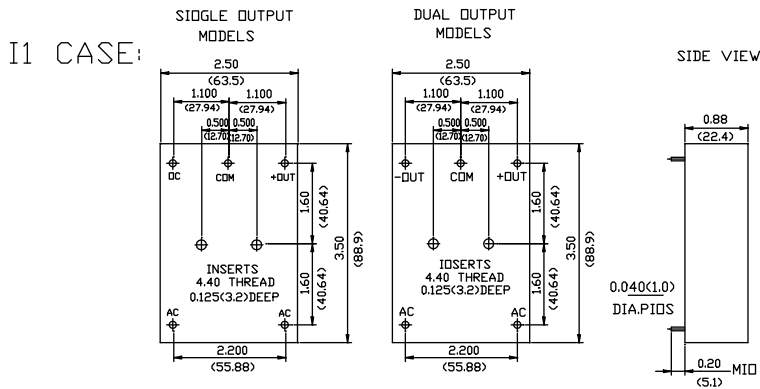 I1 CASE:
SIOGLE OUTPUT
MODELS
2.50
(63.5)
1.100
1.100
(27.94)
(27.94)
0.500
0.500
(12.70)
(12.70)
OC
COM
+OUT
1.60
(40.64)
3.50
(88.9)
INSERTS
4.40 THREAD
0.125(3.2)DEEP
1.60
(40.64)
AC
AC
2.200
(55.88)
DUAL OUTPUT
MODELS
2.50
(63.5)
1.100
1.100
(27.94)
(27.94)
0.500
0.500
(12.70)
(12.70)
-OUT
COM
+OUT
1.60
(40.64)
3.50
(88.9)
IOSERTS
4.40 THREAD
0.125(3.2)DEEP
1.60
(40.64)
AC
AC
2.200
(55.88)
SIDE VIEW
0.88
(22.4)
0.040(1.0)
DIA.PIOS
0.20
MIO
(5.1)